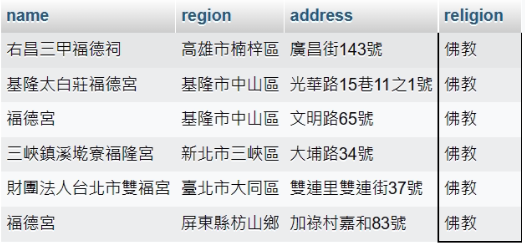 name region address religion
右昌三甲福德祠 高雄市楠梓區 廣昌街143號 佛教
基隆太白莊福德宮 基隆市中山區 光華路15巷11之1號 佛教
福德宮 基隆市中山區 文明路65號 佛教
三峽鎮溪墘寮福隆宮 新北市三峽區 大埔路34號 佛教
財團法人台北市雙福宮 臺北市大同區 雙連里雙連街37號 佛教
福德宮 屏東縣枋山鄉 加祿村嘉和83號 佛教